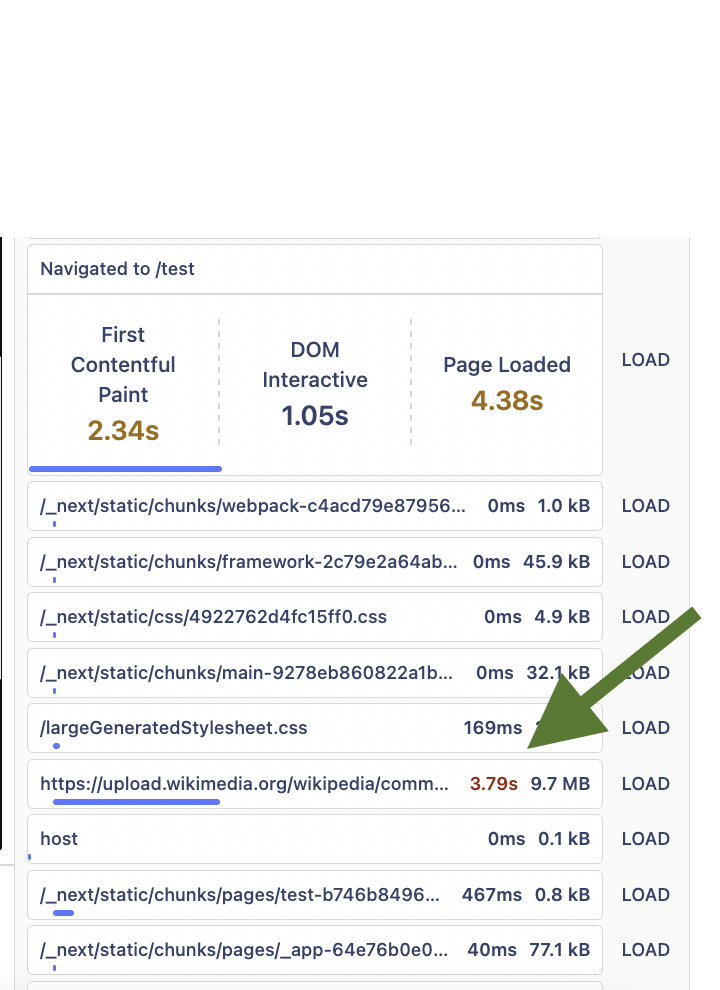 Navigated to /test
First
Contentful
Paint
2.34s
DOM
Interactive
1.05s
Page Loaded
4.38s
LOAD
/_next/static/chunks/webpack-c4acd79e87956... 0ms 1.0 kB LOAD
/_next/static/chunks/framework-2c79e2a64ab... 0ms 45.9 kB LOAD
/_next/static/css/4922762d4fc15ff0.css 0ms 4.9 kB LOAD
/_next/static/chunks/main-9278eb860822a1b... 0ms 32.1 kB LOAD
/largeGeneratedStylesheet.css 169ms LOAD
https://upload.wikimedia.org/wikipedia/comm... 3.79s 9.7 MB LOAD
host 0ms 0.1 kB LOAD
/_next/static/chunks/pages/test-b746b8496... 467ms 0.8 kB LOAD
/_next/static/chunks/pages/_app-64e76b0e0... 40ms 77.1 kB LOAD